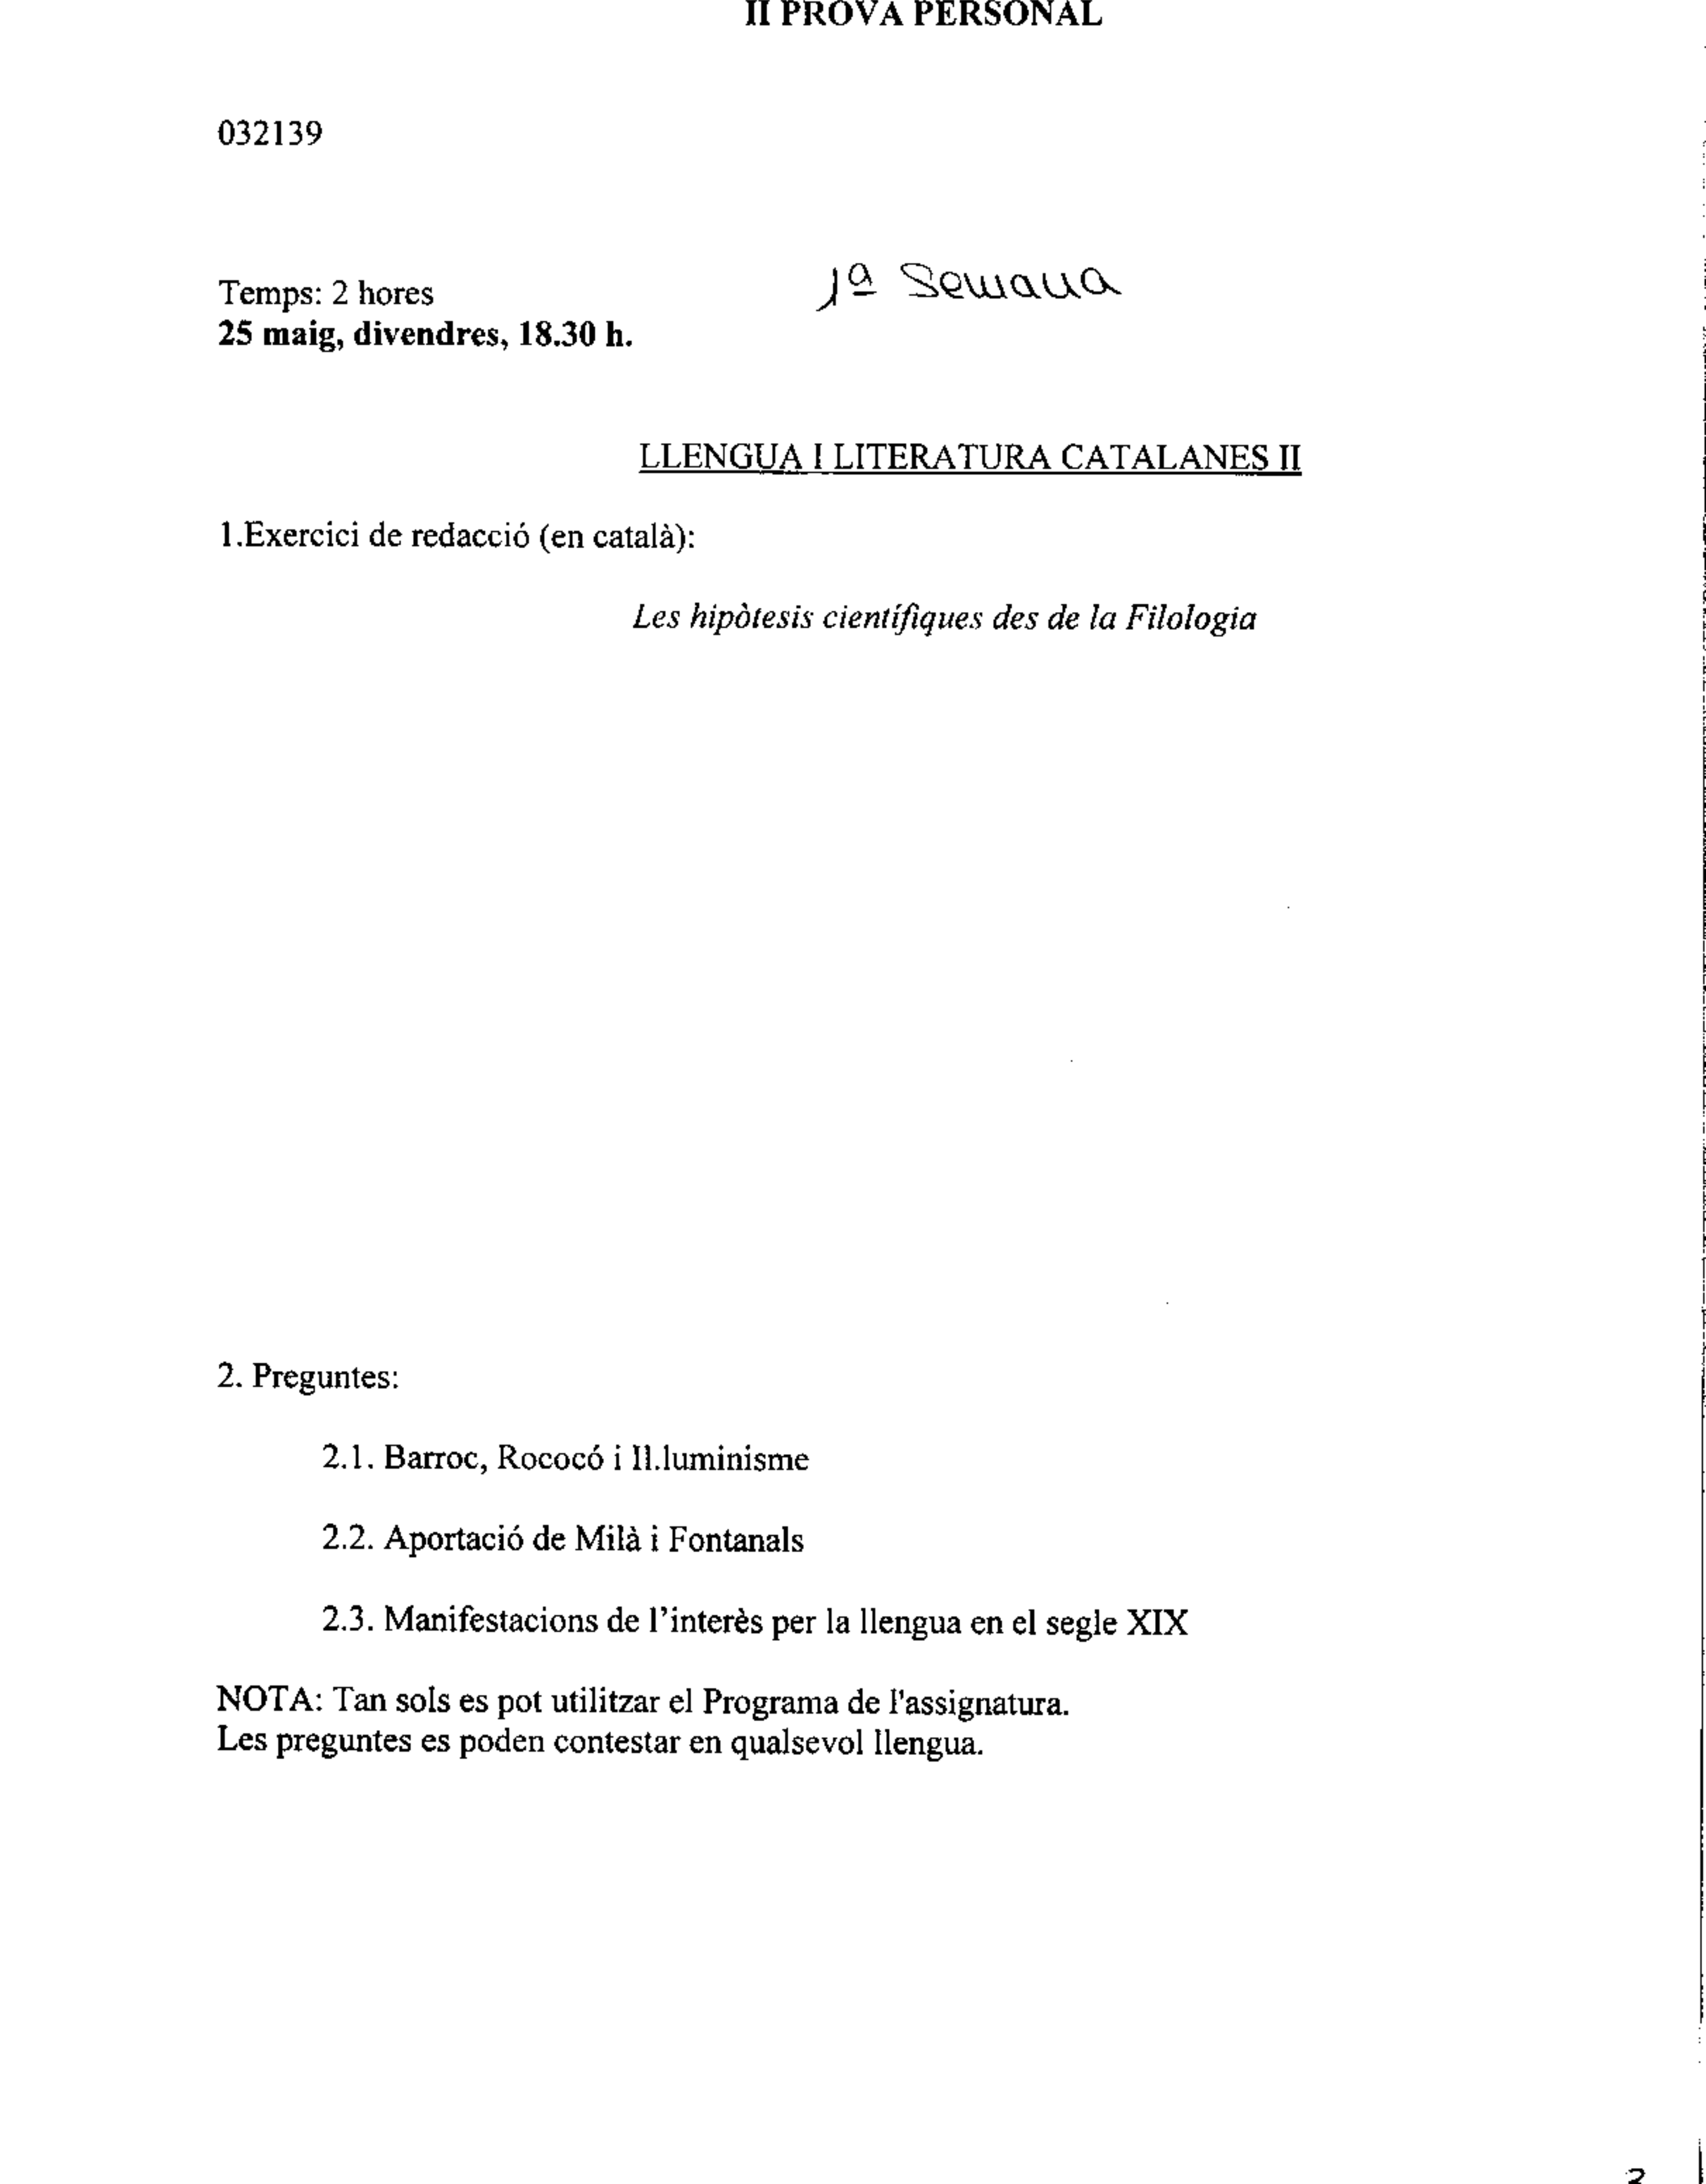 II PROVA PERSONAL
032139
1ª Semana
Temps: 2 hores
25 maig, divendres, 18.30 h.
LLENGUA I LITERATURA CATALANES II
1.Exercici de redacció (en català):
Les hipòtesis científiques des de la Filologia
2. Preguntes:
2.1. Barroc, Rococó i Il.luminisme
2.2. Aportació de Milà i Fontanals
2.3. Manifestacions de l'interès per la llengua en el segle XIX
NOTA: Tan sols es pot utilitzar el Programa de l'assignatura.
Les preguntes es poden contestar en qualsevol llengua.
2